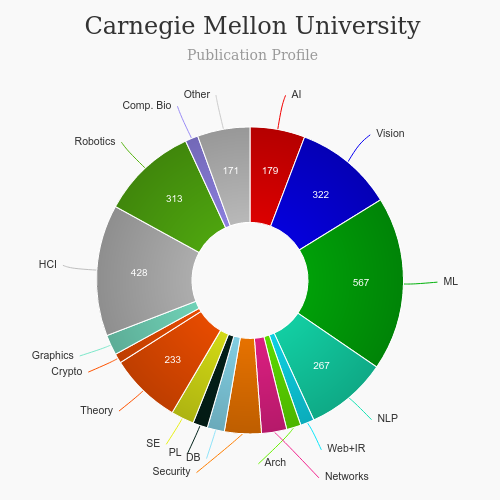 Carnegie Mellon University
Publication Profile
Other
AI
Comp. Bio
Vision
Robotics
171
179
322
313
HCI
428
567
ML
Graphics
Crypto
233
267
Theory
NLP
SE
PL
DB
Security
Arch
Web+IR
Networks